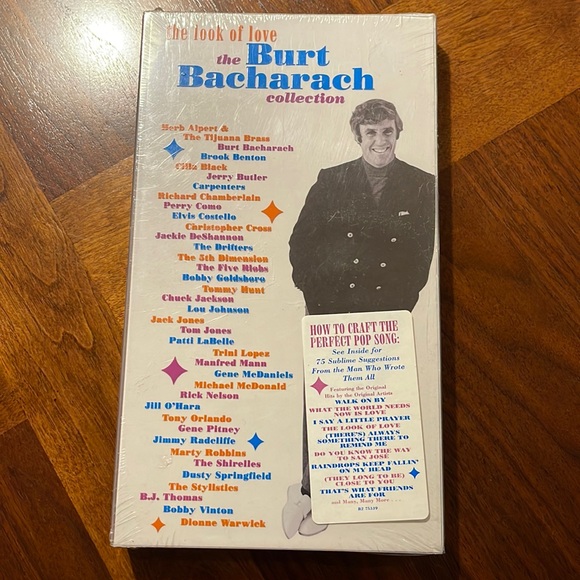 the look of love
the Burt
Bacharach
collection
Herb Alpert &
The Tijuana Brass
Burt Bacharach
Brook Benton
Cilla Black
Jerry Butler
Carpenters
Richard Chamberlain
Perry Como
Elvis Costello
Christopher Cross
Jackie DeShannon
The Drifters
The 5th Dimension
The Five Blobs
Bobby Goldsboro
Tommy Hunt
Chuck Jackson
Lou Johnson
Jack Jones
Tom Jones
Patti LaBelle
Trini Lopez
Manfred Mann
Gene McDaniels
Michael McDonald
Rick Nelson
Jill O'Hara
Tony Orlando
Gene Pitney
Jimmy Radcliffe
Marty Robbins
The Shirelles
Dusty Springfield
The Stylistics
B.J. Thomas
Bobby Vinton
Dionne Warwick
HOW TO CRAFT THE
PERFECT POP SONG:
See Inside for
75 Sublime Suggestions
From the Man Who Wrote
Them All
Featuring the Original
Hits by the Original Artists
WALK ON BY
WHAT THE WORLD NEEDS
NOW IS LOVE
I SAY A LITTLE PRAYER
THE LOOK OF LOVE
(THERE'S) ALWAYS
SOMETHING THERE TO
REMIND ME
DO YOU KNOW THE WAY
TO SAN JOSÉ
RAINDROPS KEEP FALLIN'
ON MY HEAD
(THEY LONG TO BE)
CLOSE TO YOU
THAT'S WHAT FRIENDS
ARE FOR
and Many, Many More . . .
R2 75339